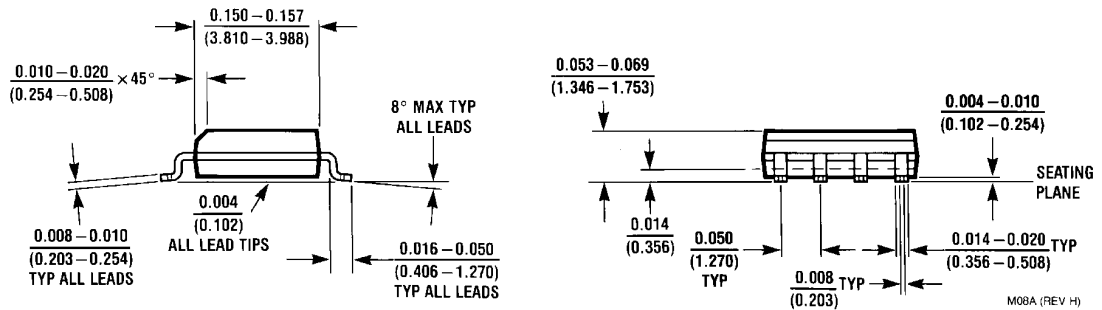 0.150 – 0.157
(3.810 – 3.988)
0.010 – 0.020
(0.254 – 0.508)
× 45°
8° MAX TYP
ALL LEADS
0.004
(0.102)
ALL LEAD TIPS
0.008 – 0.010
(0.203 – 0.254)
TYP ALL LEADS
0.016 – 0.050
(0.406 – 1.270)
TYP ALL LEADS
0.053 – 0.069
(1.346 – 1.753)
0.004 – 0.010
(0.102 – 0.254)
SEATING
PLANE
0.014
(0.356)
0.050
(1.270)
TYP
0.014 – 0.020
(0.356 – 0.508)
TYP
0.008
(0.203)
TYP
M08A (REV H)